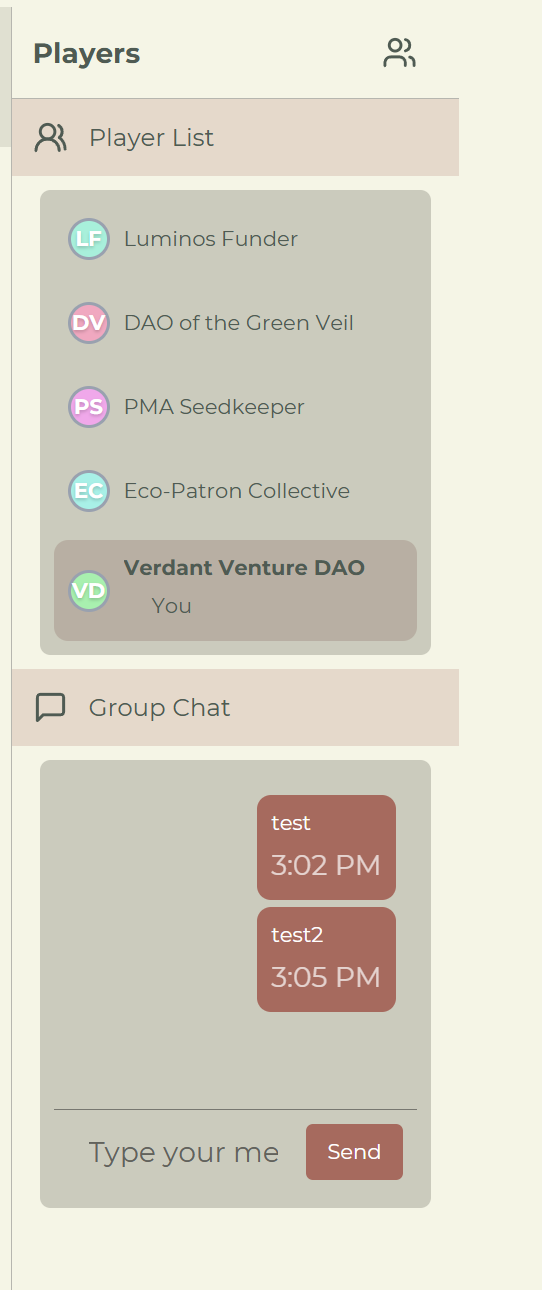 Players
Player List
LF Luminos Funder
DV DAO of the Green Veil
PS PMA Seedkeeper
EC Eco-Patron Collective
Verdant Venture DAO
VD
You
Group Chat
test
3:02 PM
test2
3:05 PM
Type your me Send